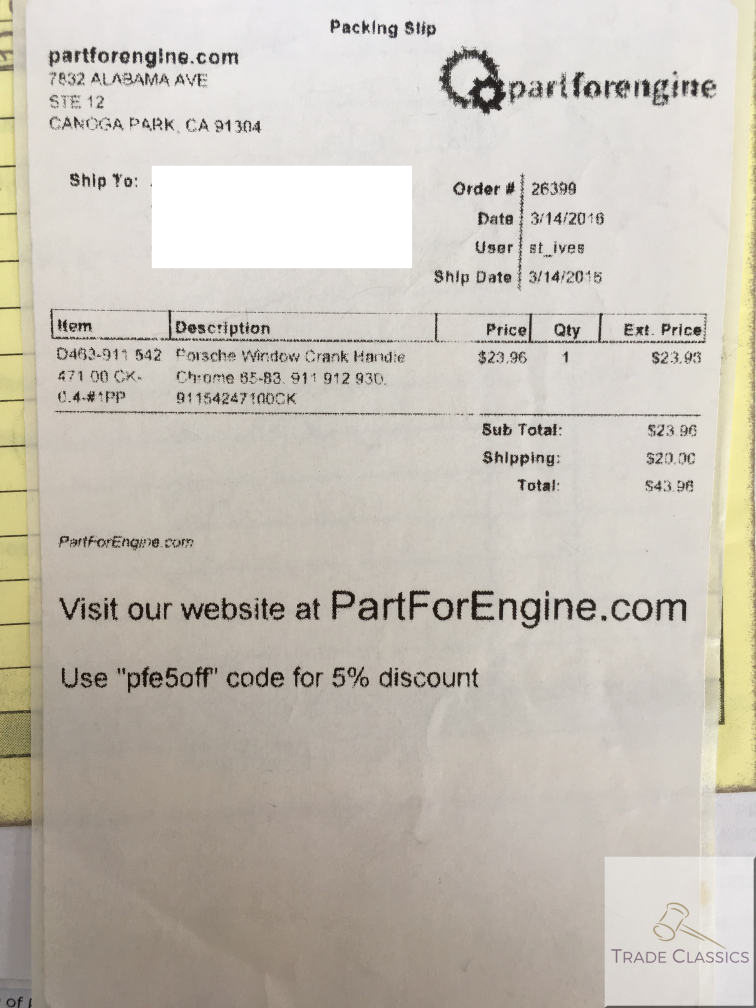 Packing Slip
partforengine.com
7832 ALABAMA AVE
STE 12
CANOGA PARK, CA 91304
partforengine
Ship To:
Order # 26399
Date 3/14/2016
User st_ives
Ship Date 3/14/2016
Item Description Price Qty Ext. Price
D463-911 542 Porsche Window Crank Handle $23.96 1 $23.96
471 00 CK- Chrome 65-83. 911 912 930.
0.4-#1PP 91154247100CK
Sub Total: $23.96
Shipping: $20.00
Total: $43.96
PartForEngine.com
Visit our website at PartForEngine.com
Use "pfe5off" code for 5% discount
TRADE CLASSICS